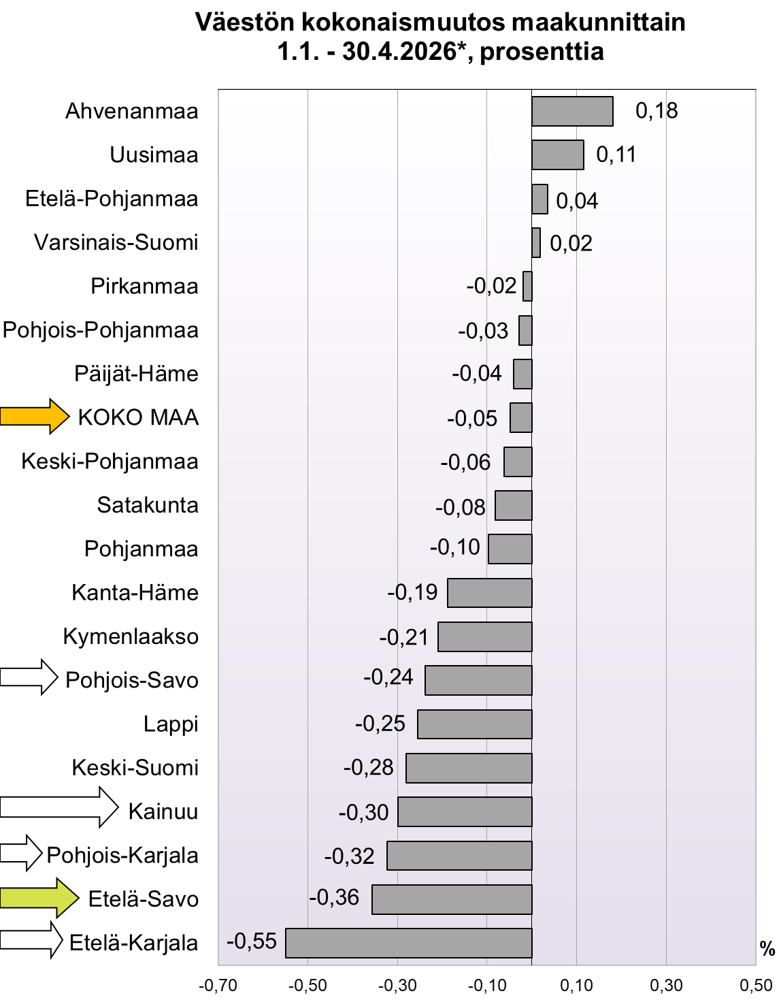 Väestön kokonaismuutos maakunnittain
1.1. - 30.4.2026*, prosenttia
Ahvenanmaa 0,18
Uusimaa 0,11
Etelä-Pohjanmaa 0,04
Varsinais-Suomi 0,02
Pirkanmaa -0,02
Pohjois-Pohjanmaa -0,03
Päijät-Häme -0,04
KOKO MAA -0,05
Keski-Pohjanmaa -0,06
Satakunta -0,08
Pohjanmaa -0,10
Kanta-Häme -0,19
Kymenlaakso -0,21
Pohjois-Savo -0,24
Lappi -0,25
Keski-Suomi -0,28
Kainuu -0,30
Pohjois-Karjala -0,32
Etelä-Savo -0,36
Etelä-Karjala -0,55 %
-0,70 -0,50 -0,30 -0,10 0,10 0,30 0,50